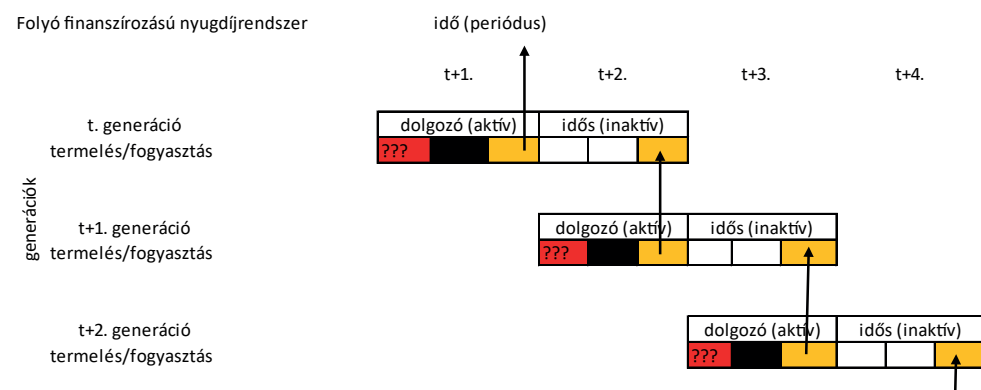 Folyó finanszírozású nyugdíjrendszer idő (periódus)
t+1. t+2. t+3. t+4.
t. generáció dolgozó (aktív) idős (inaktív)
termelés/fogyasztás ???
generációk
t+1. generáció dolgozó (aktív) idős (inaktív)
termelés/fogyasztás ???
t+2. generáció dolgozó (aktív) idős (inaktív)
termelés/fogyasztás ???